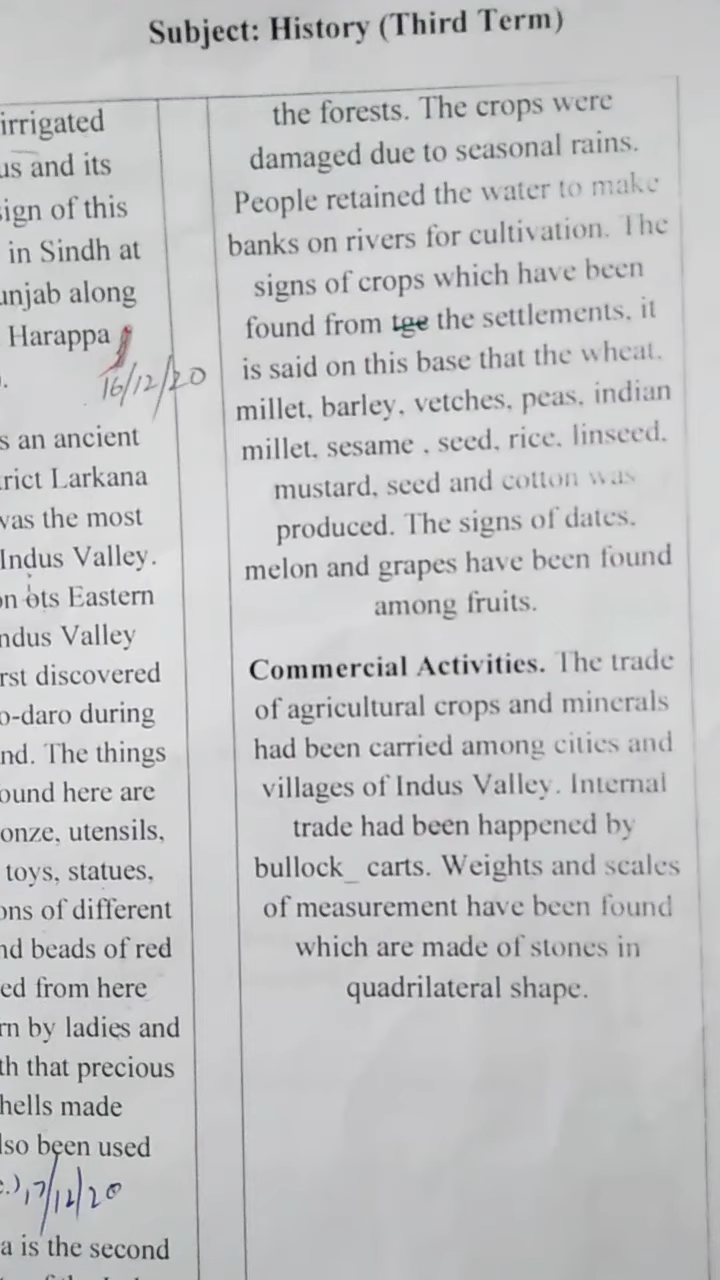 Subject: History (Third Term)
irrigated
us and its
sign of this
in Sindh at
unjab along
Harappa
16/12/20
s an ancient
trict Larkana
was the most
Indus Valley.
on ots Eastern
ndus Valley
rst discovered
o-daro during
nd. The things
ound here are
onze, utensils,
toys, statues,
ons of different
nd beads of red
ed from here
rn by ladies and
th that precious
hells made
lso been used
17/12/20
a is the second
the forests. The crops were
damaged due to seasonal rains.
People retained the water to make
banks on rivers for cultivation. The
signs of crops which have been
found from tge the settlements, it
is said on this base that the wheat,
millet, barley, vetches, peas, indian
millet, sesame , seed, rice, linseed,
mustard, seed and cotton was
produced. The signs of dates,
melon and grapes have been found
among fruits.
Commercial Activities. The trade
of agricultural crops and minerals
had been carried among cities and
villages of Indus Valley. Internal
trade had been happened by
bullock_ carts. Weights and scales
of measurement have been found
which are made of stones in
quadrilateral shape.